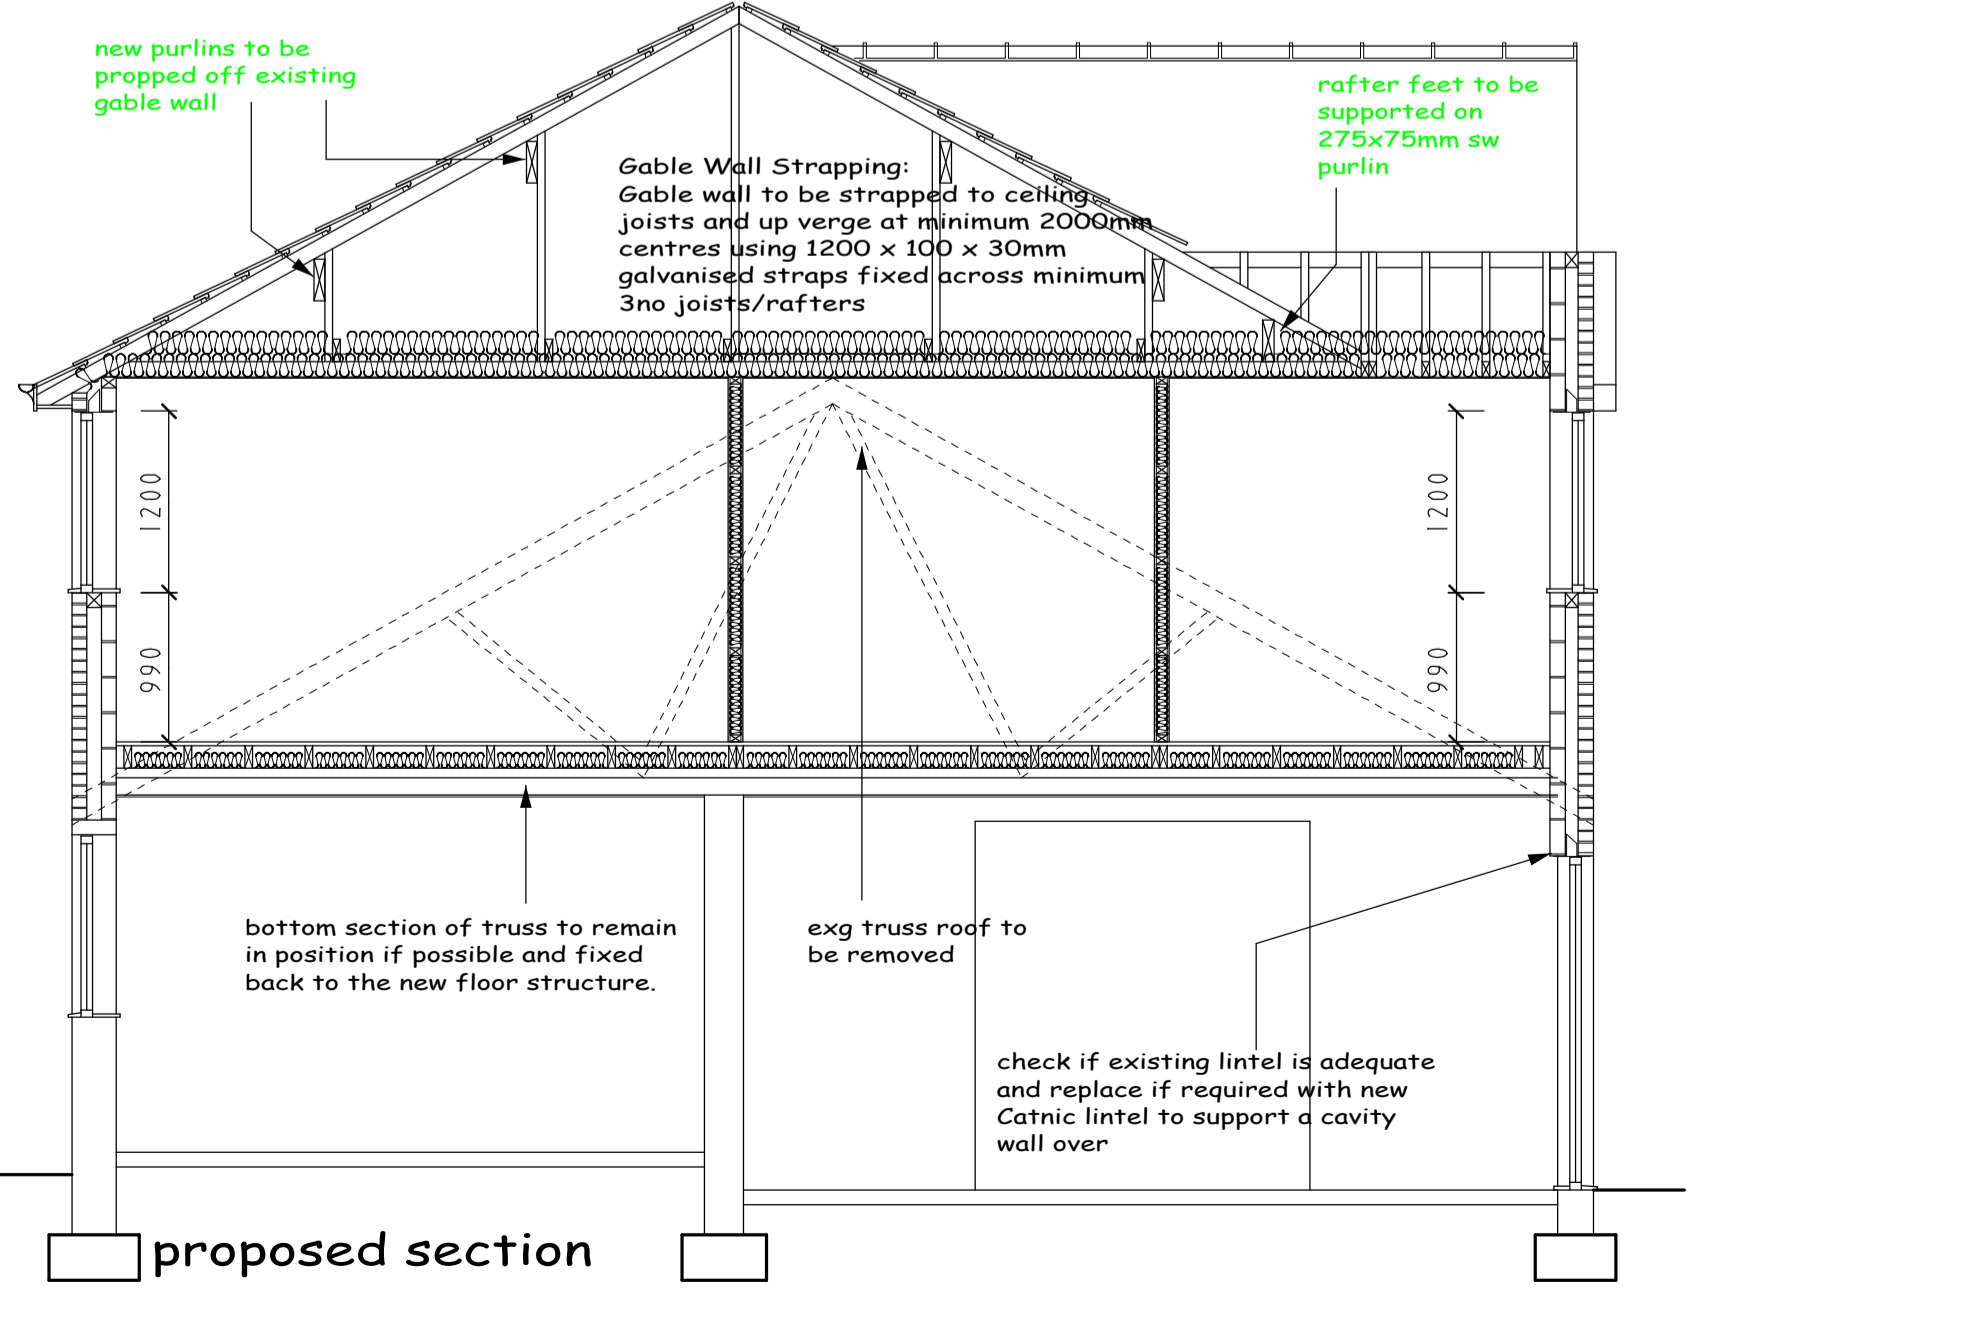 new purlins to be
propped off existing
gable wall
rafter feet to be
supported on
275x75mm sw
purlin
Gable Wall Strapping:
Gable wall to be strapped to ceiling
joists and up verge at minimum 2000mm
centres using 1200 x 100 x 30mm
galvanised straps fixed across minimum
3no joists/rafters
1200
990
1200
990
bottom section of truss to remain
in position if possible and fixed
back to the new floor structure.
exg truss roof to
be removed
check if existing lintel is adequate
and replace if required with new
Catnic lintel to support a cavity
wall over
proposed section